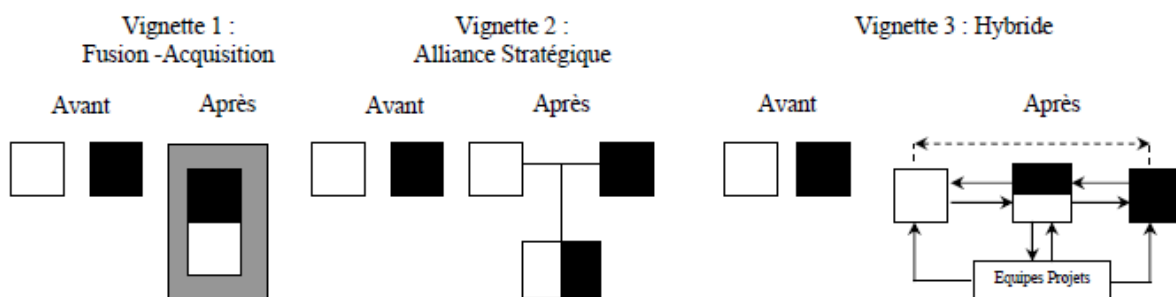 Vignette 1 :
Fusion -Acquisition
Avant
Après
Vignette 2 :
Alliance Stratégique
Avant
Après
Vignette 3 : Hybride
Avant
Après
Equipes Projets